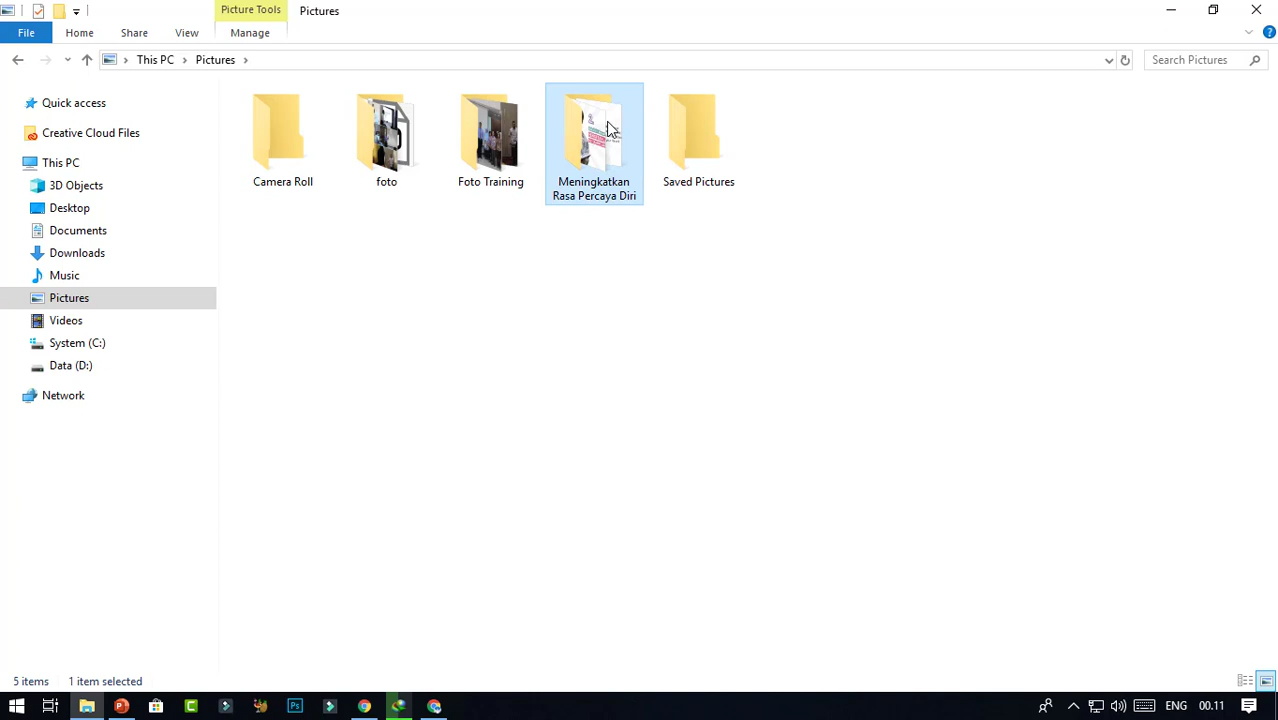 Picture Tools
Pictures
File
Home
Share
View
Manage
This PC
Pictures
Search Pictures
Quick access
Creative Cloud Files
This PC
3D Objects
Desktop
Documents
Downloads
Music
Pictures
Videos
System (C:)
Data (D:)
Network
Camera Roll
foto
Foto Training
Meningkatkan
Rasa Percaya Diri
Saved Pictures
5 items
1 item selected
ENG
00.11